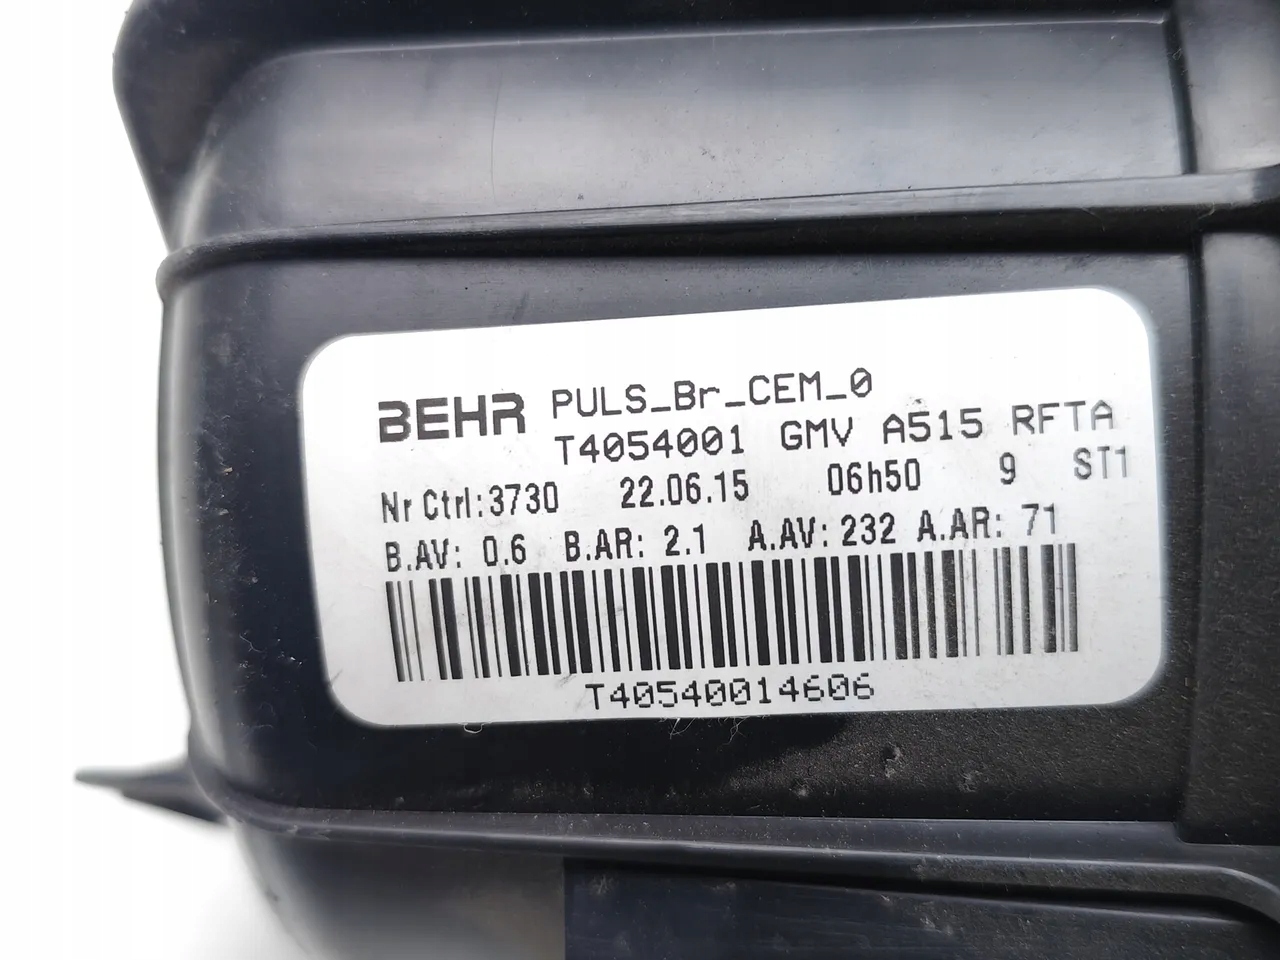 BEHR PULS_Br_CEM_0
T4054001 GMV A515 RFTA
Nr Ctrl:3730 22.06.15 06h50 9 ST1
B.AV: 0.6 B.AR: 2.1 A.AV: 232 A.AR: 71
T40540014606